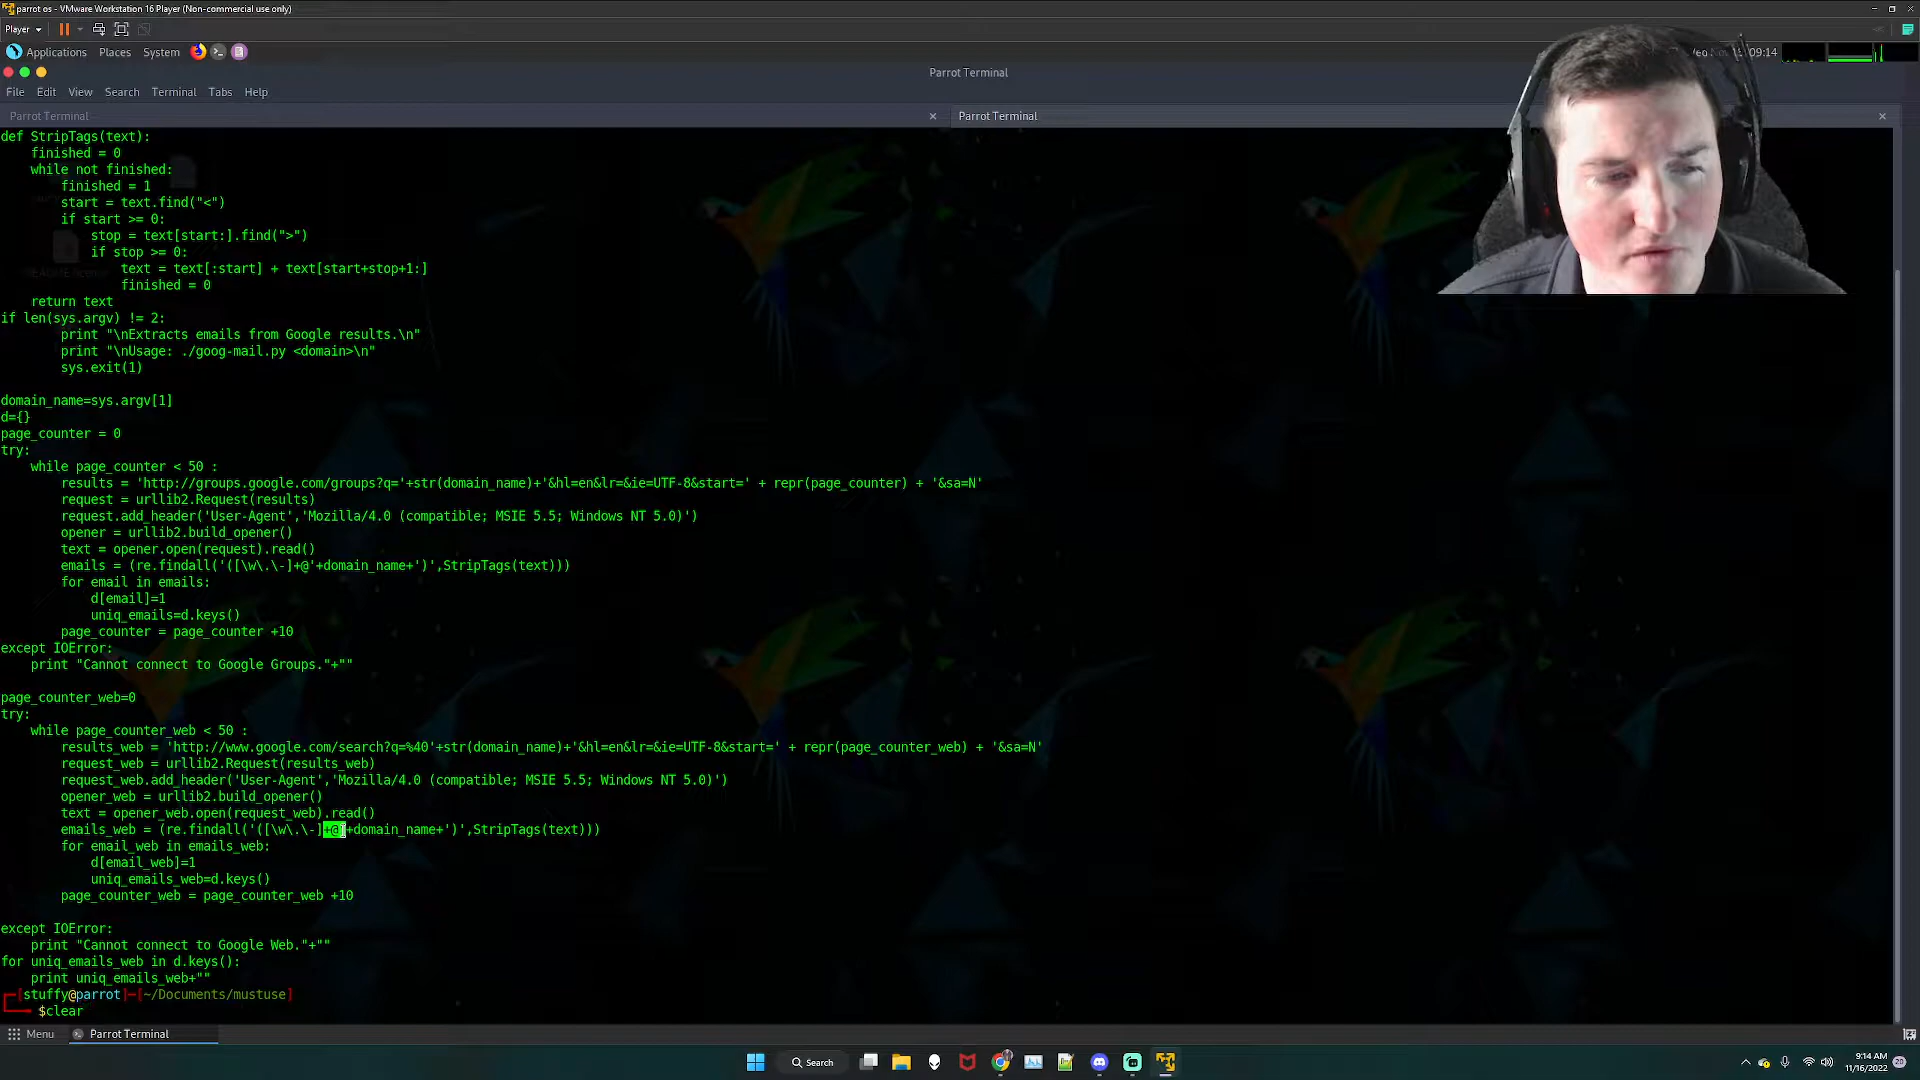 parrot os - VMware Workstation 16 Player (Non-commercial use only)
Player
Applications Places System
09:14
Parrot Terminal
File Edit View Search Terminal Tabs Help
Parrot Terminal
Parrot Terminal
def StripTags(text):
    finished = 0
    while not finished:
        finished = 1
        start = text.find("<")
        if start >= 0:
            stop = text[start:].find(">")
            if stop >= 0:
                text = text[:start] + text[start+stop+1:]
                finished = 0
    return text
if len(sys.argv) != 2:
        print "\nExtracts emails from Google results.\n"
        print "\nUsage: ./goog-mail.py <domain>\n"
        sys.exit(1)
domain_name=sys.argv[1]
d={}
page_counter = 0
try:
    while page_counter < 50 :
        results = 'http://groups.google.com/groups?q='+str(domain_name)+'&hl=en&lr=&ie=UTF-8&start=' + repr(page_counter) + '&sa=N'
        request = urllib2.Request(results)
        request.add_header('User-Agent','Mozilla/4.0 (compatible; MSIE 5.5; Windows NT 5.0)')
        opener = urllib2.build_opener()
        text = opener.open(request).read()
        emails = (re.findall('([\w\.\-]+@'+domain_name+')',StripTags(text)))
        for email in emails:
            d[email]=1
            uniq_emails=d.keys()
        page_counter = page_counter +10
except IOError:
    print "Cannot connect to Google Groups."+""
page_counter_web=0
try:
    while page_counter_web < 50 :
        results_web = 'http://www.google.com/search?q=%40'+str(domain_name)+'&hl=en&lr=&ie=UTF-8&start=' + repr(page_counter_web) + '&sa=N'
        request_web = urllib2.Request(results_web)
        request_web.add_header('User-Agent','Mozilla/4.0 (compatible; MSIE 5.5; Windows NT 5.0)')
        opener_web = urllib2.build_opener()
        text = opener_web.open(request_web).read()
        emails_web = (re.findall('([\w\.\-]+@'+domain_name+')',StripTags(text)))
        for email_web in emails_web:
            d[email_web]=1
            uniq_emails_web=d.keys()
        page_counter_web = page_counter_web +10
except IOError:
    print "Cannot connect to Google Web."+""
for uniq_emails_web in d.keys():
    print uniq_emails_web+""
[stuffy@parrot]─[~/Documents/mustuse]
$clear
Menu Parrot Terminal
Search
9:14 AM
11/16/2022
20